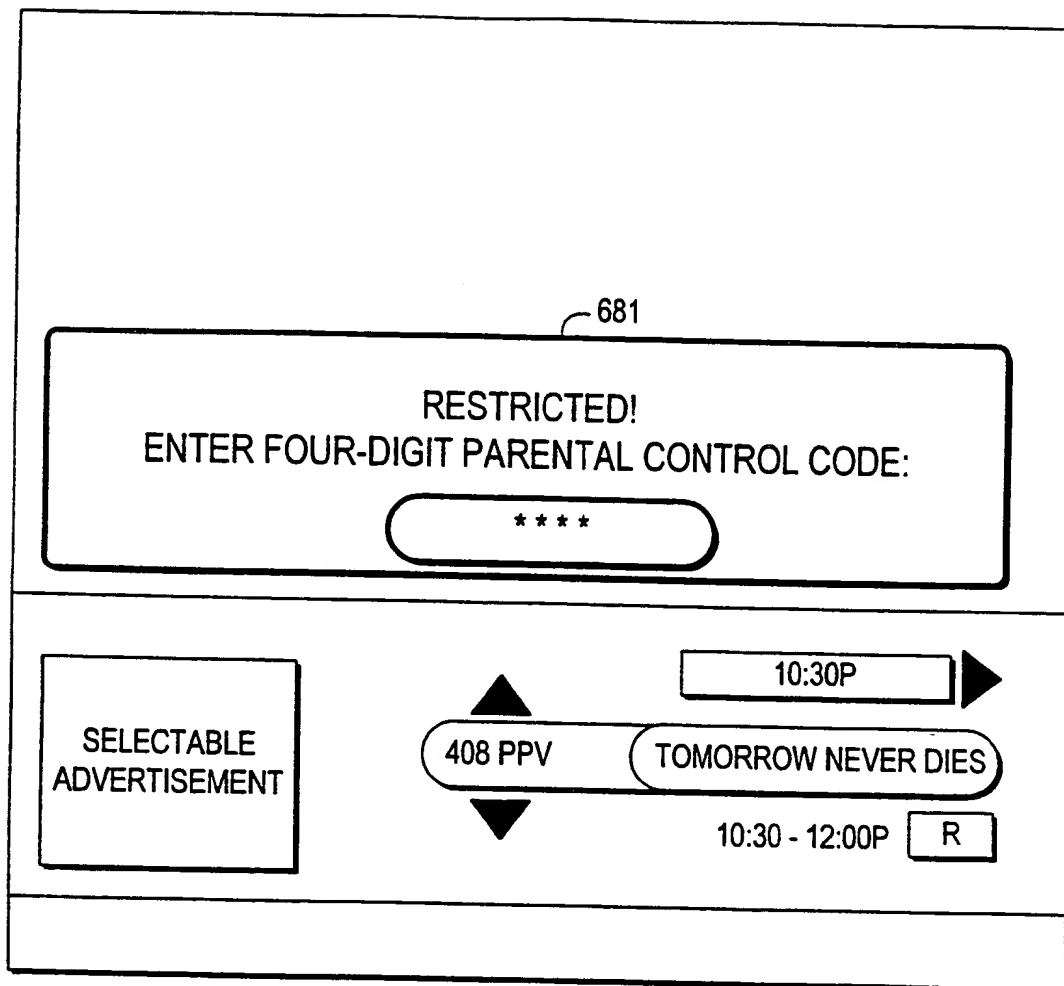 681
RESTRICTED!
ENTER FOUR-DIGIT PARENTAL CONTROL CODE:
* * * *
SELECTABLE
ADVERTISEMENT
10:30P
408 PPV
TOMORROW NEVER DIES
10:30 - 12:00P
R